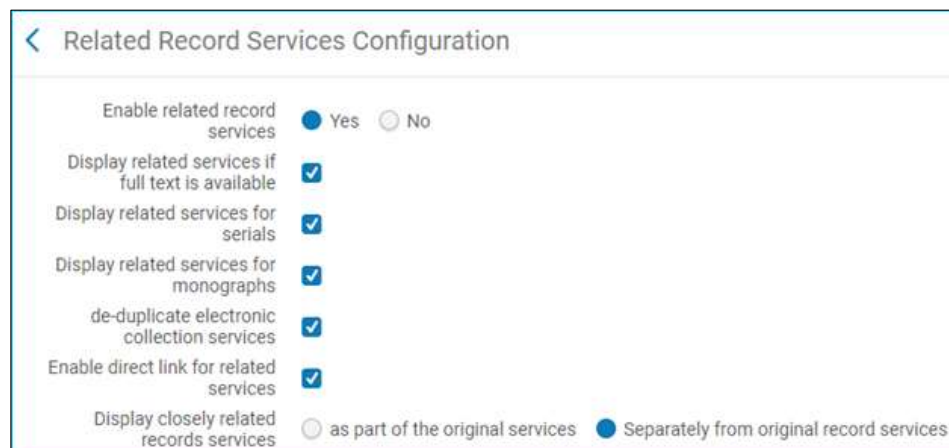 Related Record Services Configuration
Enable related record
services
Yes No
Display related services if
full text is available
Display related services for
serials
Display related services for
monographs
de-duplicate electronic
collection services
Enable direct link for related
services
Display closely related
records services
as part of the original services Separately from original record services